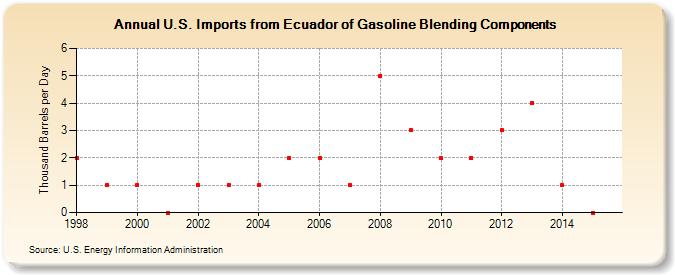 Annual U.S. Imports from Ecuador of Gasoline Blending Components
Thousand Barrels per Day
6
5
4
3
2
1
0
1998 2000 2002 2004 2006 2008 2010 2012 2014
Source: U.S. Energy Information Administration